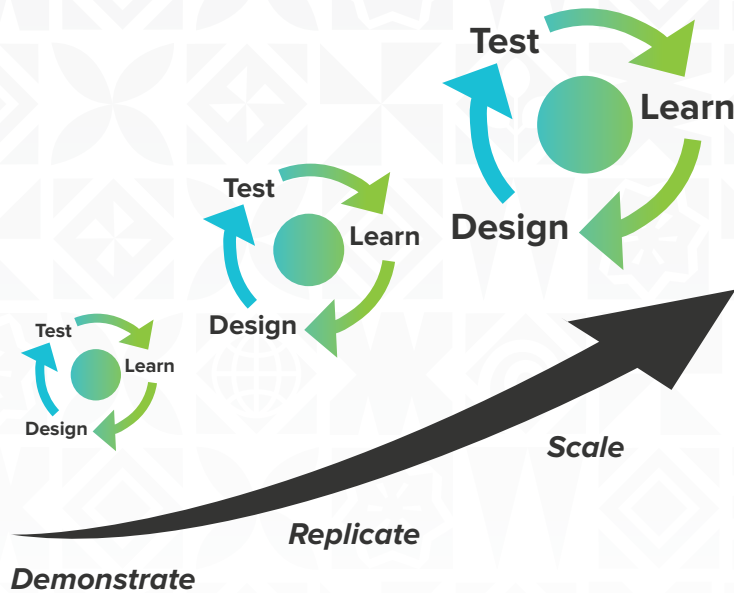 Test
Learn
Design
Test
Learn
Design
Test
Learn
Design
Scale
Replicate
Demonstrate